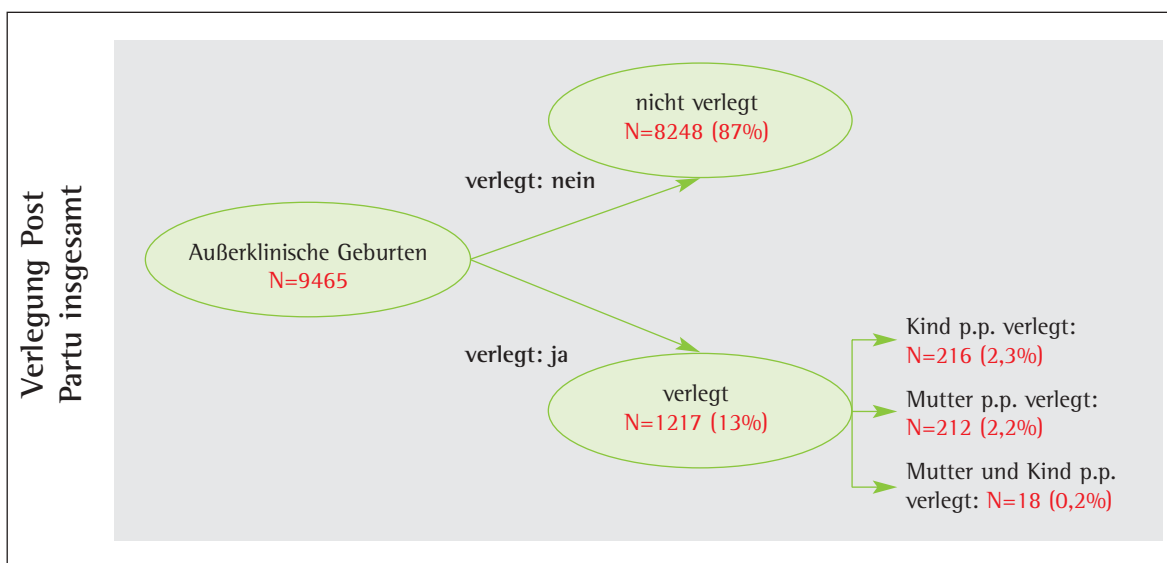 Verlegung Post
Partu insgesamt
nicht verlegt
N=8248 (87%)
verlegt: nein
Außerklinische Geburten
N=9465
verlegt: ja
verlegt
N=1217 (13%)
Kind p.p. verlegt:
N=216 (2,3%)
Mutter p.p. verlegt:
N=212 (2,2%)
Mutter und Kind p.p.
verlegt: N=18 (0,2%)